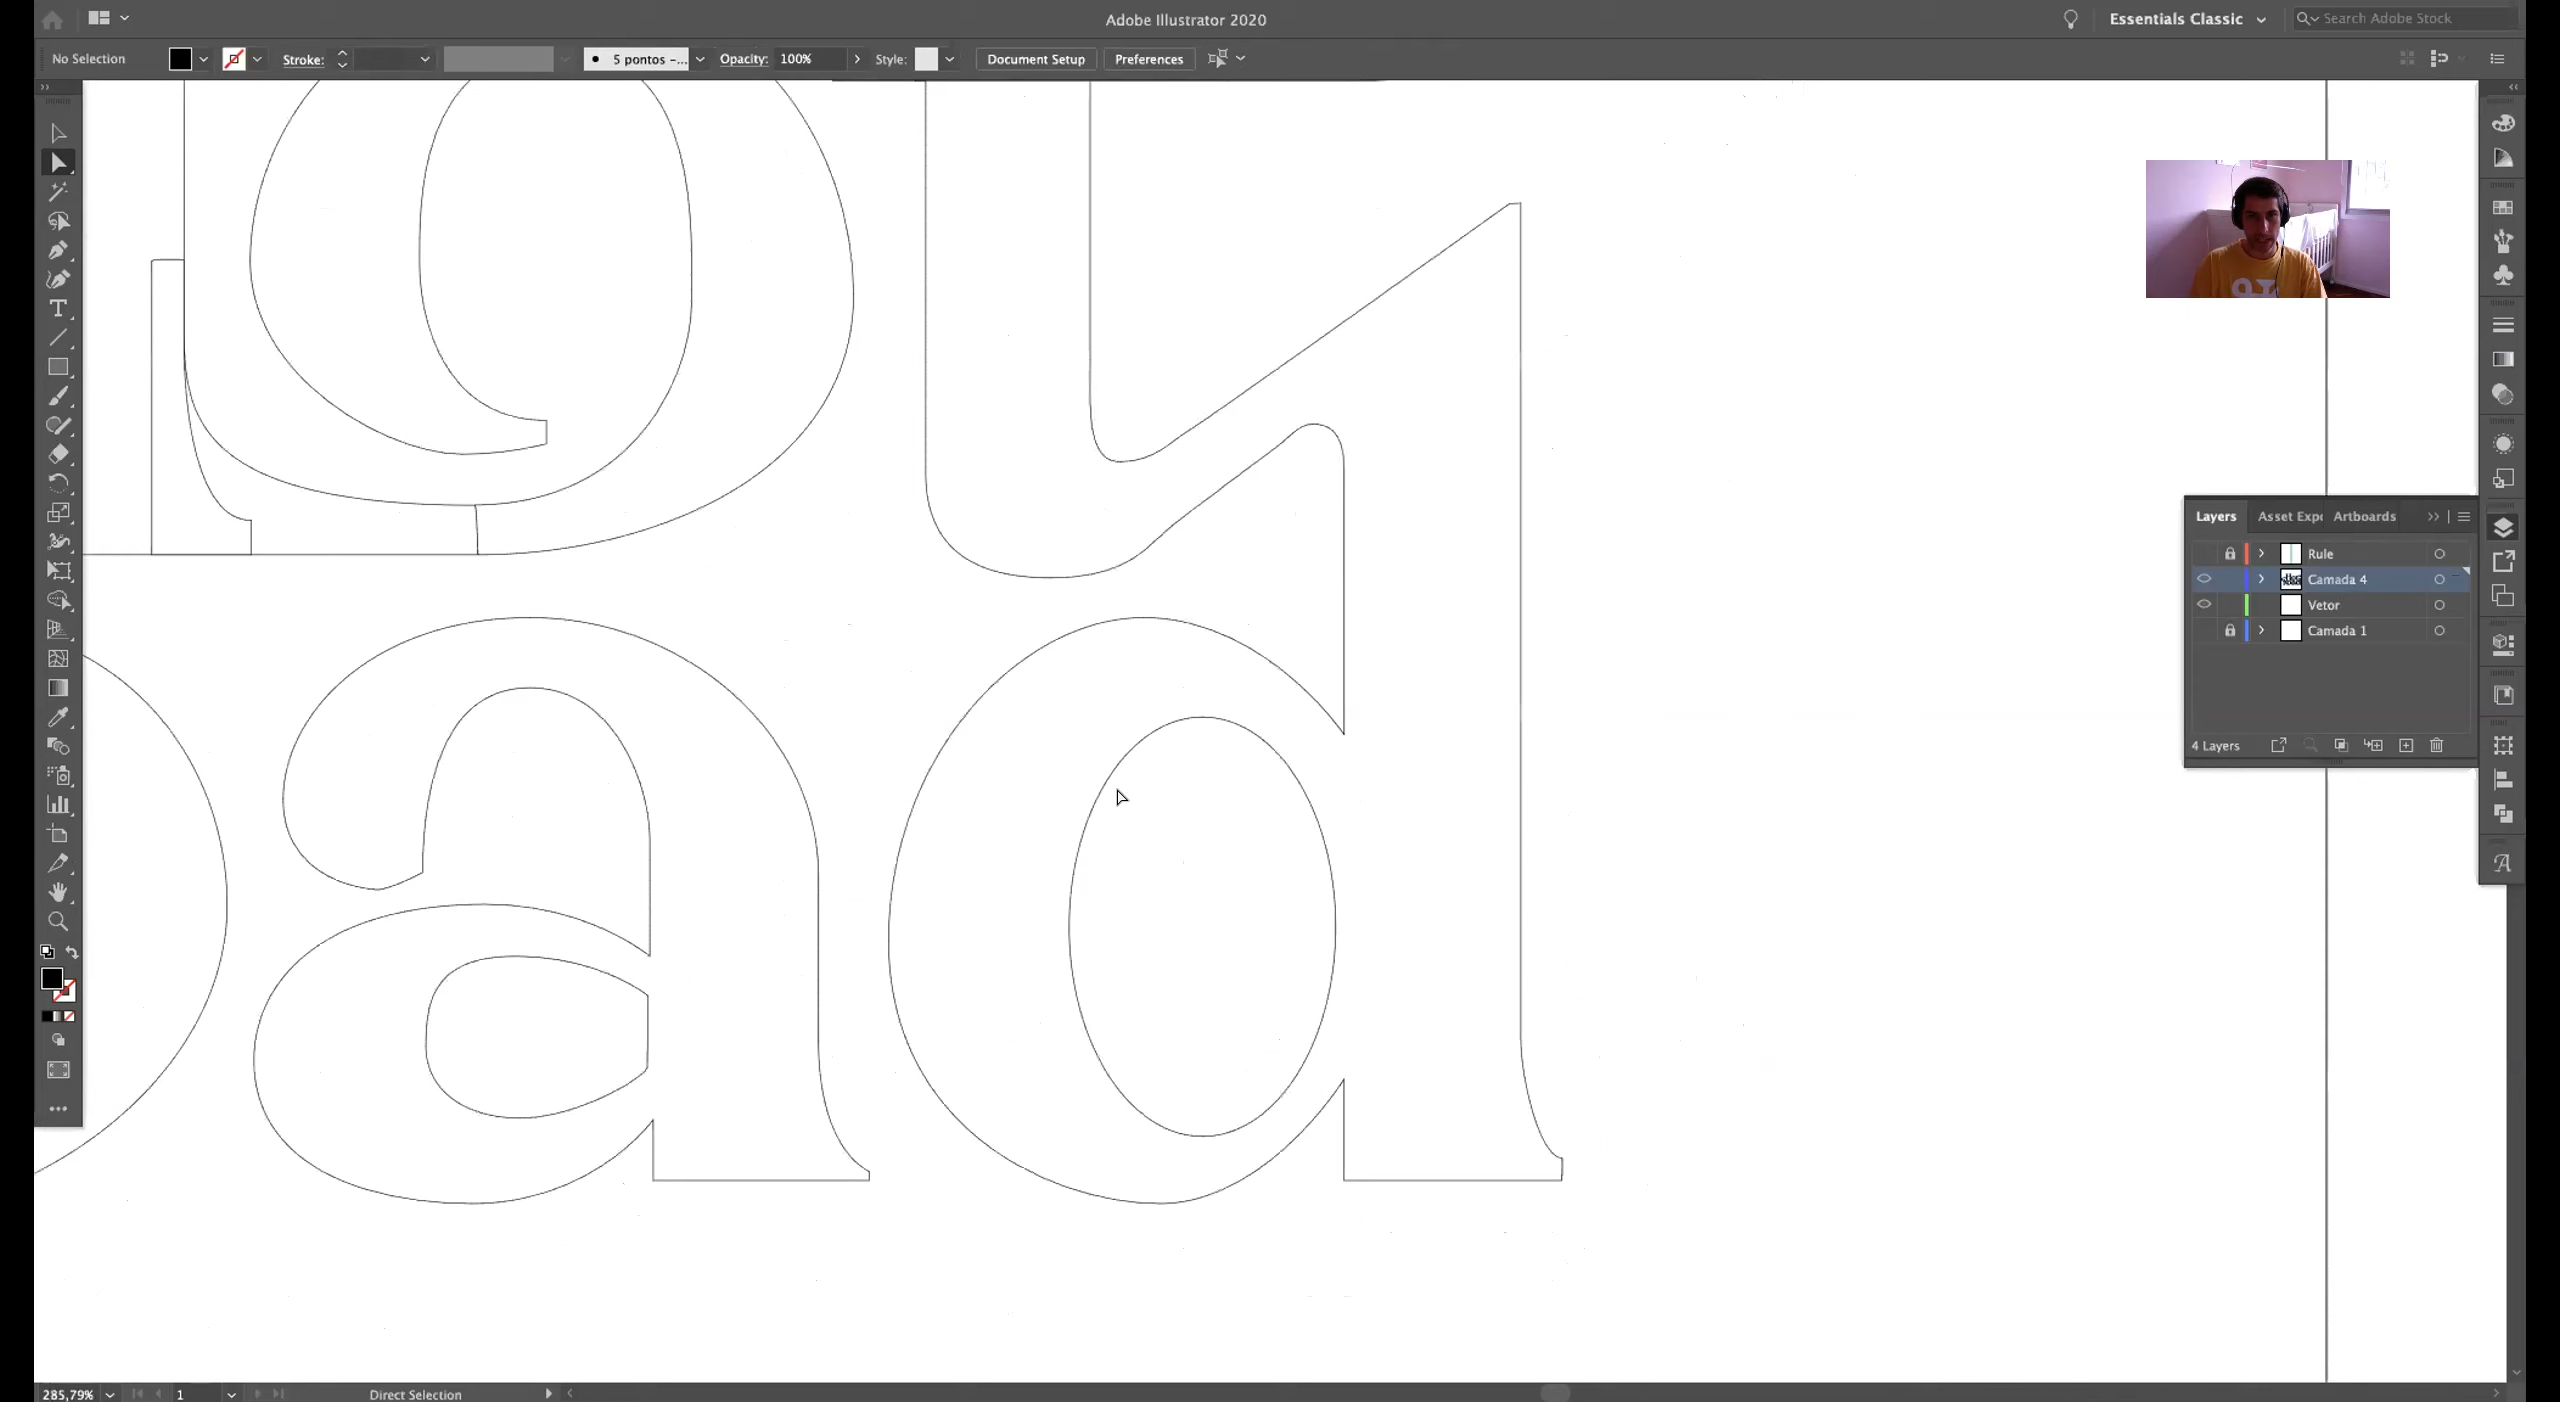 Adobe Illustrator 2020
Essentials Classic
Search Adobe Stock
No Selection
Stroke:
5 pontos -...
Opacity: 100%
Style:
Document Setup
Preferences
Layers
Asset Expo
Artboards
Rule
Camada 4
Vetor
Camada 1
4 Layers
a d
285,79%
1
Direct Selection